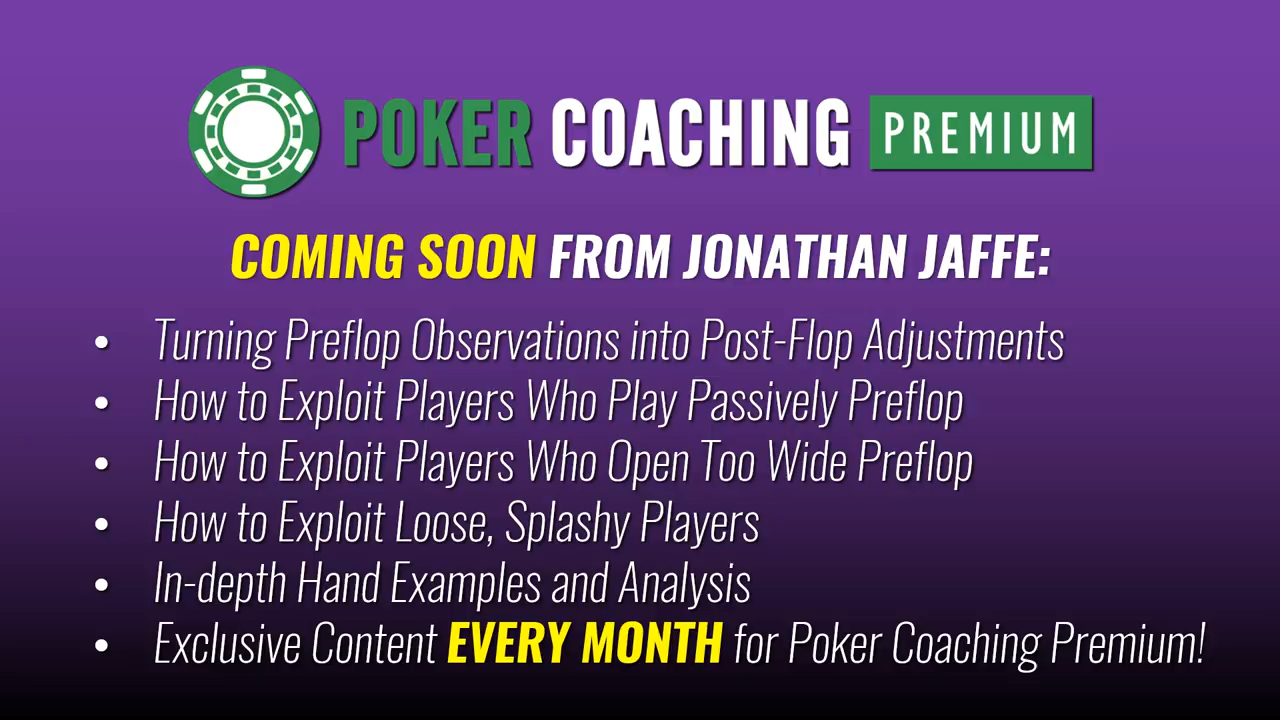 POKER COACHING PREMIUM
COMING SOON FROM JONATHAN JAFFE:
• Turning Preflop Observations into Post-Flop Adjustments
• How to Exploit Players Who Play Passively Preflop
• How to Exploit Players Who Open Too Wide Preflop
• How to Exploit Loose, Splashy Players
• In-depth Hand Examples and Analysis
• Exclusive Content EVERY MONTH for Poker Coaching Premium!